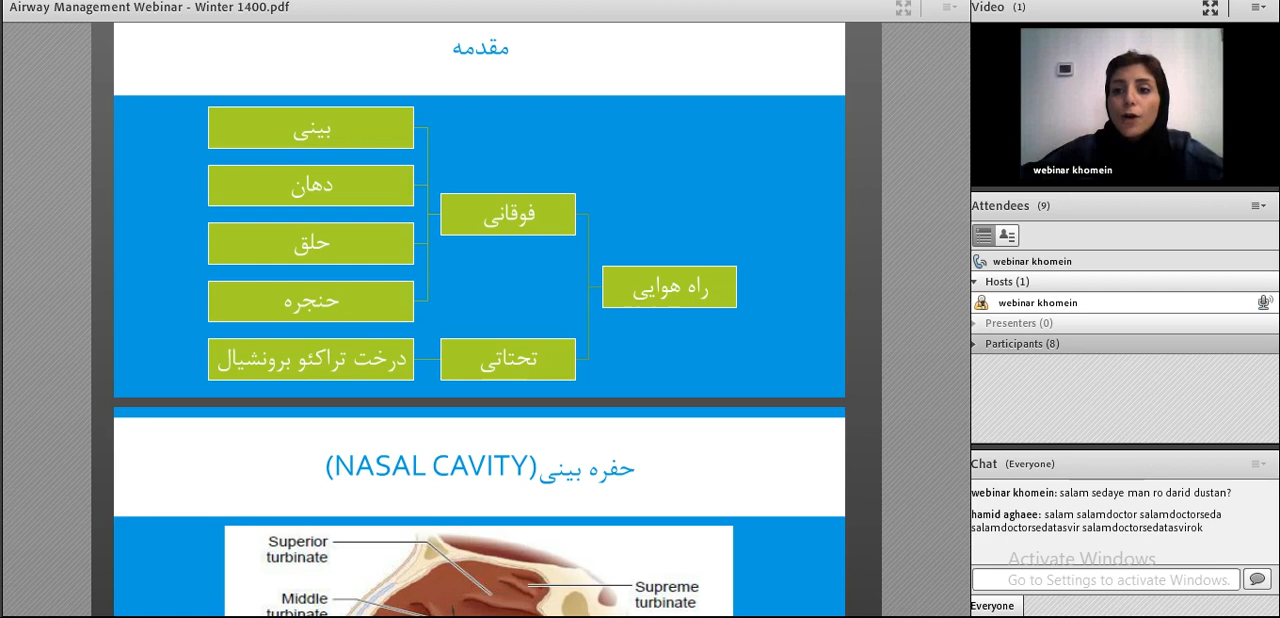 Airway Management Webinar - Winter 1400.pdf
مقدمه
بینی
دهان
حلق
حنجره
درخت تراکئو برونشیال
فوقانی
تحتاتی
راه هوایی
حفره بینی(NASAL CAVITY)
Superior
turbinate
Middle
turbinate
Supreme
turbinate
Video (1)
webinar khomein
Attendees (9)
webinar khomein
Hosts (1)
webinar khomein
Presenters (0)
Participants (8)
Chat (Everyone)
webinar khomein: salam sedaye man ro darid dustan?
hamid aghaee: salam salamdoctor salamdoctorseda
salamdoctorsedatasvir salamdoctorsedatasvirok
Activate Windows
Go to Settings to activate Windows.
Everyone